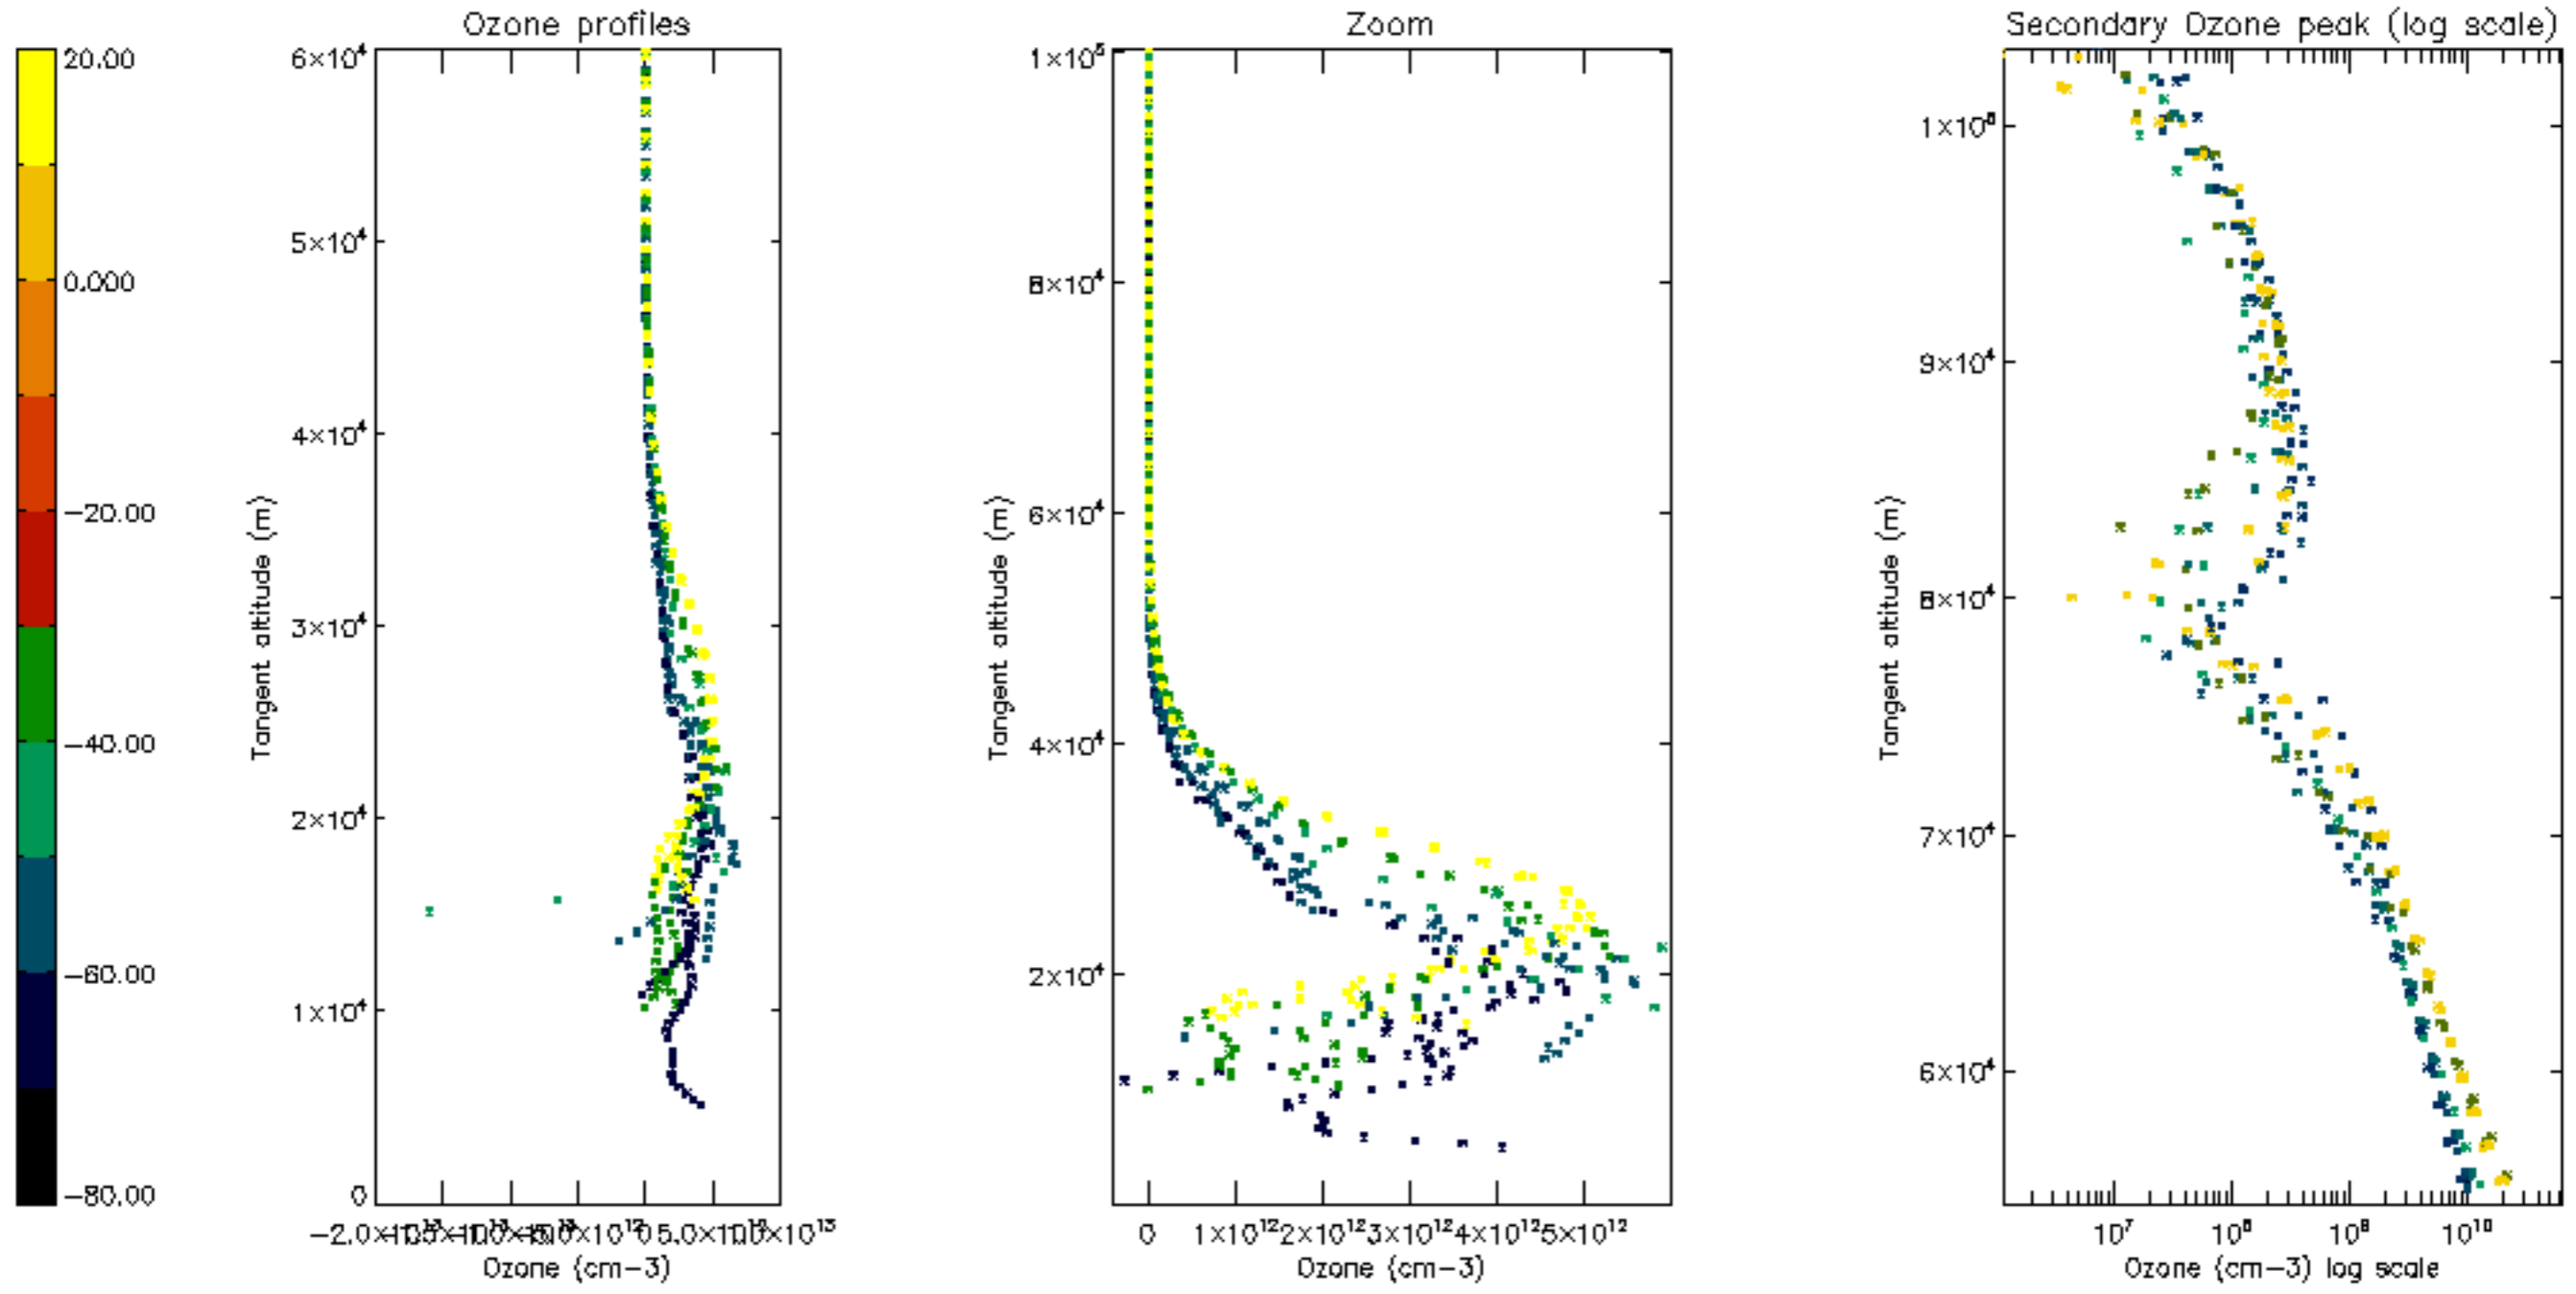 Ozone profiles
Zoom
Secondary Ozone peak (log scale)
20.00
0.000
−20.00
−40.00
−60.00
−80.00
6×10⁴
5×10⁴
4×10⁴
3×10⁴
2×10⁴
1×10⁴
0
Tangent altitude (m)
Ozone (cm−3)
1×10⁵
8×10⁴
6×10⁴
4×10⁴
2×10⁴
Tangent altitude (m)
0 1×10¹² 2×10¹² 3×10¹² 4×10¹² 5×10¹²
Ozone (cm−3)
1×10⁵
9×10⁴
8×10⁴
7×10⁴
6×10⁴
Tangent altitude (m)
10⁷ 10⁸ 10⁹ 10¹⁰
Ozone (cm−3) log scale